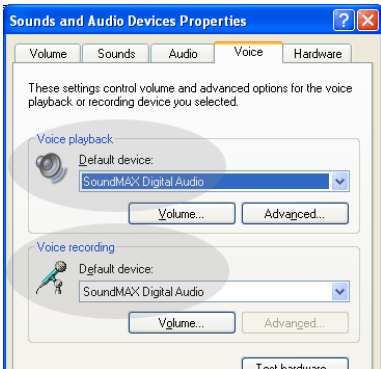 Sounds and Audio Devices Properties
Volume Sounds Audio Voice Hardware
These settings control volume and advanced options for the voice
playback or recording device you selected.
Voice playback
Default device:
SoundMAX Digital Audio
Volume... Advanced...
Voice recording
Default device:
SoundMAX Digital Audio
Volume... Advanced...
Test hardware...